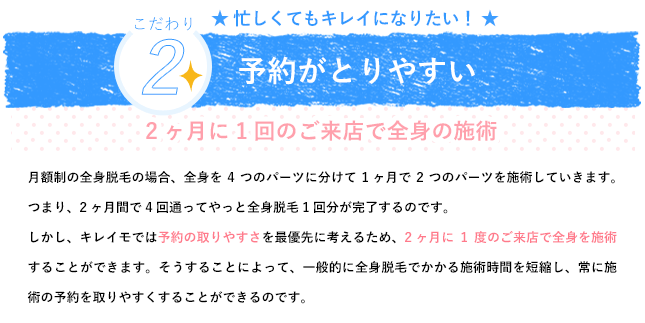 ★ 忙しくてもキレイになりたい！ ★
こだわり
2
予約がとりやすい
2ヶ月に1回のご来店で全身の施術
月額制の全身脱毛の場合、全身を 4 つのパーツに分けて 1 ヶ月で 2 つのパーツを施術していきます。
つまり、2ヶ月間で4回通ってやっと全身脱毛1回分が完了するのです。
しかし、キレイモでは予約の取りやすさを最優先に考えるため、2ヶ月に 1 度のご来店で全身を施術
することができます。そうすることによって、一般的に全身脱毛でかかる施術時間を短縮し、常に施
術の予約を取りやすくすることができるのです。